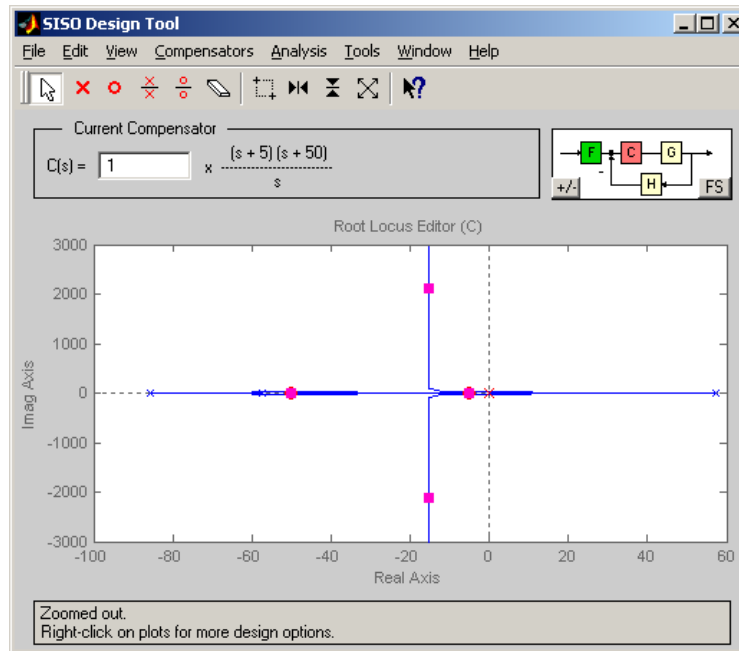 SISO Design Tool
File Edit View Compensators Analysis Tools Window Help
Current Compensator
C(s) = 1 x (s + 5) (s + 50)
s
F C G
H
+/- FS
Root Locus Editor (C)
3000
2000
1000
0
-1000
-2000
-3000
-100 -80 -60 -40 -20 0 20 40 60
Imag Axis
Real Axis
Zoomed out.
Right-click on plots for more design options.